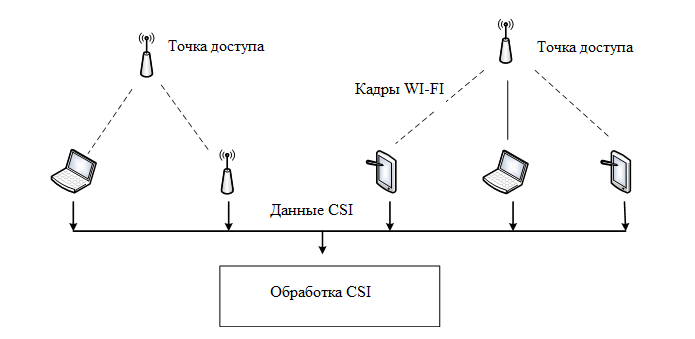 Точка доступа
Точка доступа
Кадры WI-FI
Данные CSI
Обработка CSI